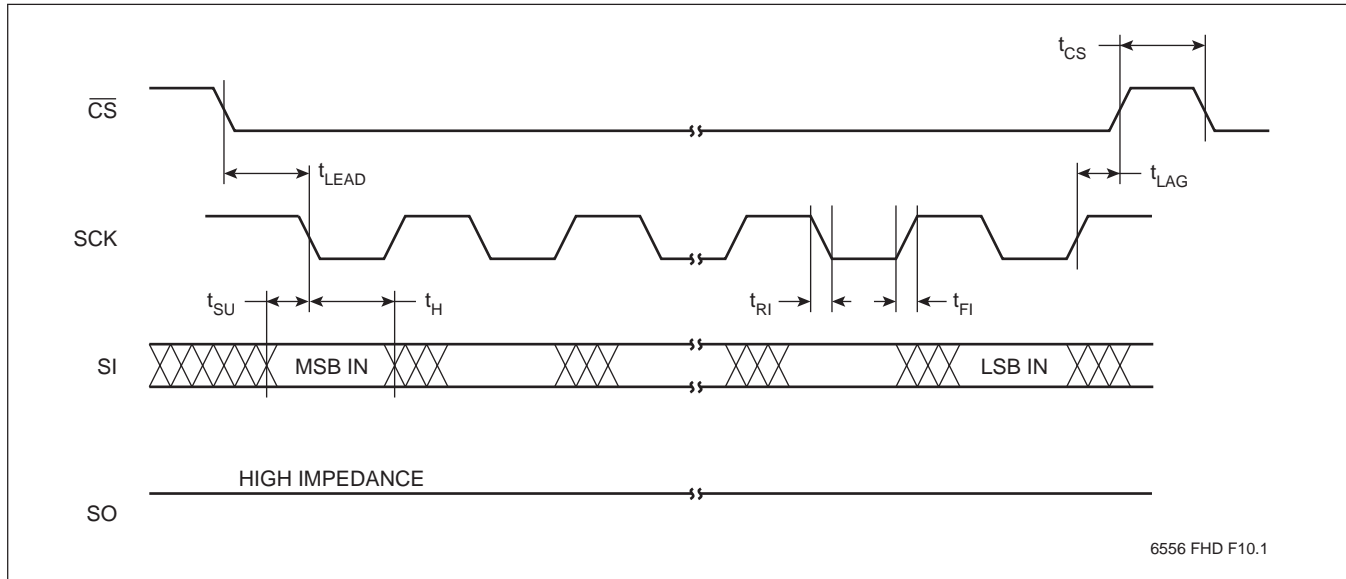 tCS
CS
tLEAD
tLAG
SCK
tSU
tH
tRI
tFI
SI
MSB IN
LSB IN
HIGH IMPEDANCE
SO
6556 FHD F10.1